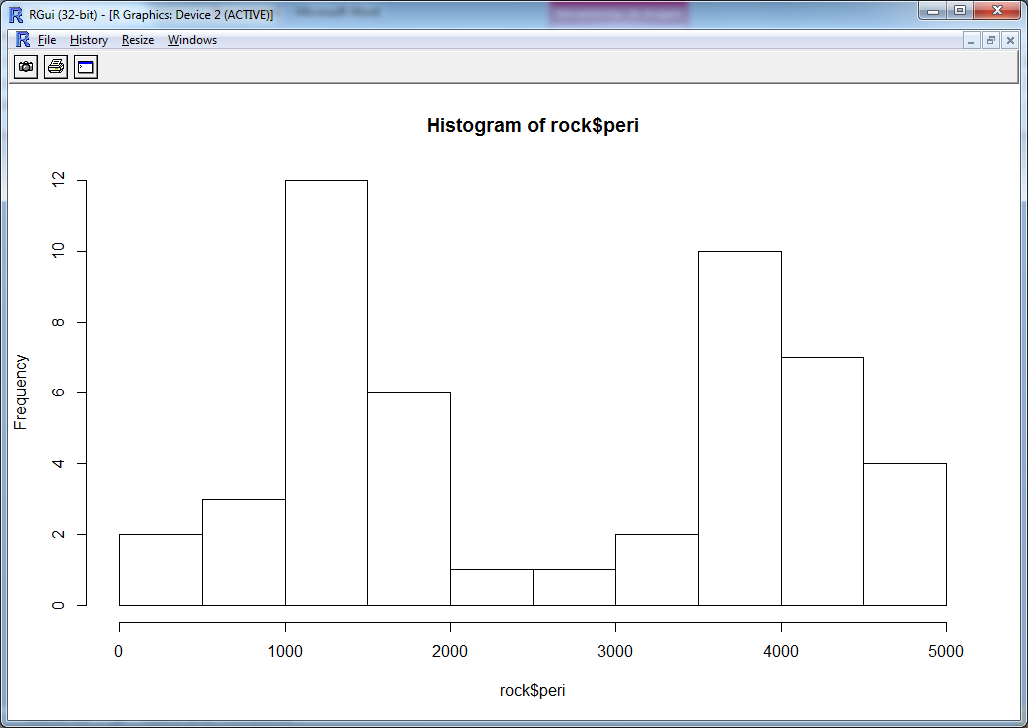 RGui (32-bit) - [R Graphics: Device 2 (ACTIVE)]
File History Resize Windows
Histogram of rock$peri
Frequency
12
10
8
6
4
2
0
0 1000 2000 3000 4000 5000
rock$peri